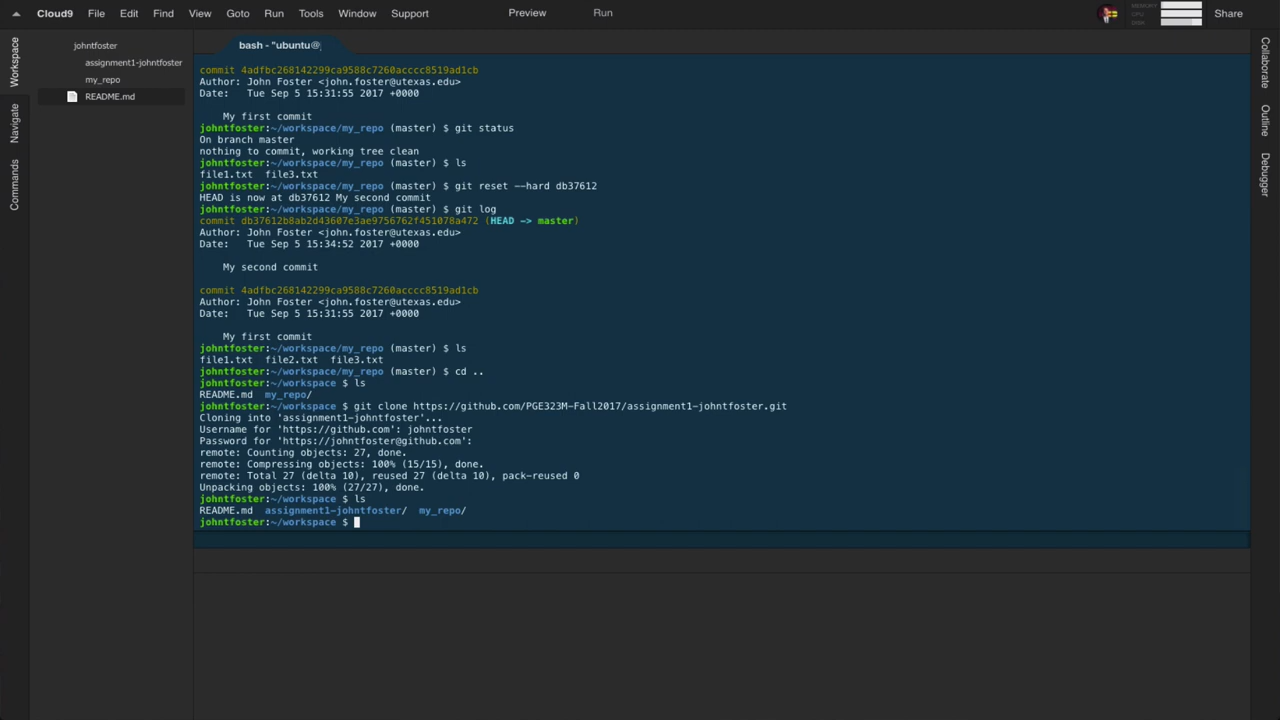 Cloud9 File Edit Find View Goto Run Tools Window Support Preview Run MEMORY CPU DISK Share
Workspace
Navigate
Commands
johntfoster
assignment1-johntfoster
my_repo
README.md
bash - "ubuntu@
commit 4adfbc268142299ca9588c7260acccc8519ad1cb
Author: John Foster <john.foster@utexas.edu>
Date:   Tue Sep 5 15:31:55 2017 +0000
My first commit
johntfoster:~/workspace/my_repo (master) $ git status
On branch master
nothing to commit, working tree clean
johntfoster:~/workspace/my_repo (master) $ ls
file1.txt  file3.txt
johntfoster:~/workspace/my_repo (master) $ git reset --hard db37612
HEAD is now at db37612 My second commit
johntfoster:~/workspace/my_repo (master) $ git log
commit db37612b8ab2d43607e3ae9756762f451078a472 (HEAD -> master)
Author: John Foster <john.foster@utexas.edu>
Date:   Tue Sep 5 15:34:52 2017 +0000
My second commit
commit 4adfbc268142299ca9588c7260acccc8519ad1cb
Author: John Foster <john.foster@utexas.edu>
Date:   Tue Sep 5 15:31:55 2017 +0000
My first commit
johntfoster:~/workspace/my_repo (master) $ ls
file1.txt  file2.txt  file3.txt
johntfoster:~/workspace/my_repo (master) $ cd ..
johntfoster:~/workspace $ ls
README.md  my_repo/
johntfoster:~/workspace $ git clone https://github.com/PGE323M-Fall2017/assignment1-johntfoster.git
Cloning into 'assignment1-johntfoster'...
Username for 'https://github.com': johntfoster
Password for 'https://johntfoster@github.com':
remote: Counting objects: 27, done.
remote: Compressing objects: 100% (15/15), done.
remote: Total 27 (delta 10), reused 27 (delta 10), pack-reused 0
Unpacking objects: 100% (27/27), done.
johntfoster:~/workspace $ ls
README.md  assignment1-johntfoster/  my_repo/
johntfoster:~/workspace $
Collaborate
Outline
Debugger